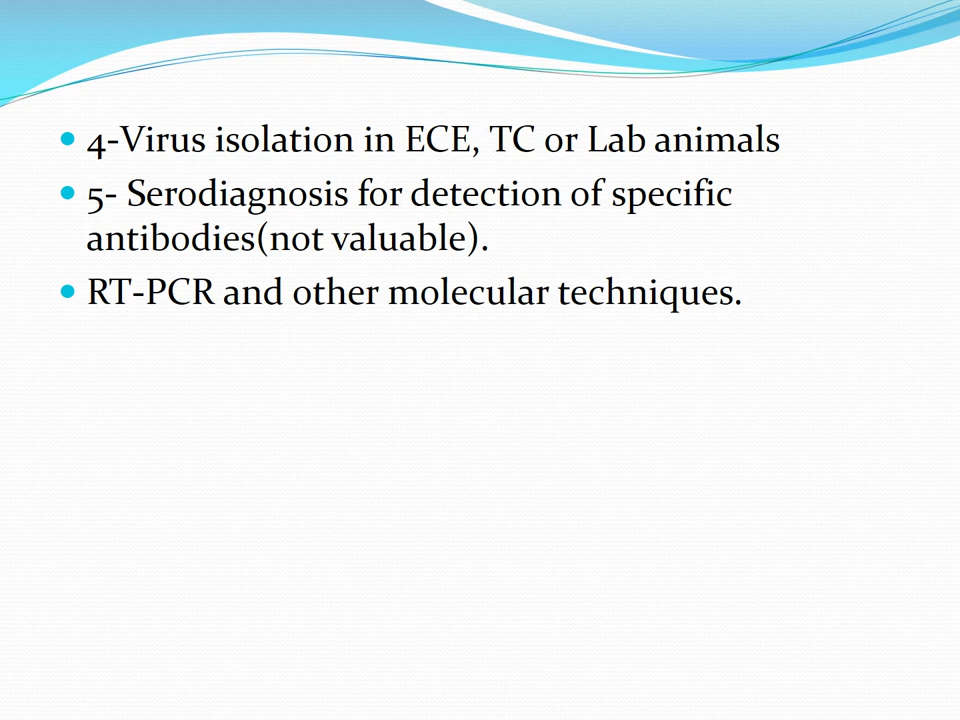 4-Virus isolation in ECE, TC or Lab animals
5- Serodiagnosis for detection of specific
antibodies(not valuable).
RT-PCR and other molecular techniques.